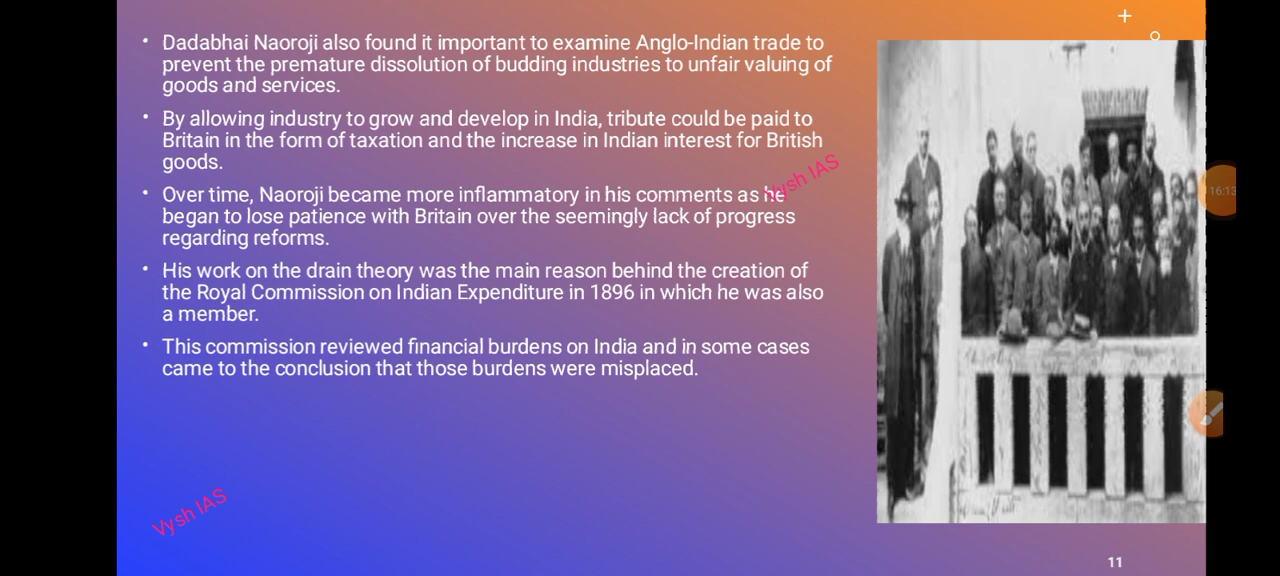 • Dadabhai Naoroji also found it important to examine Anglo-Indian trade to
prevent the premature dissolution of budding industries to unfair valuing of
goods and services.
• By allowing industry to grow and develop in India, tribute could be paid to
Britain in the form of taxation and the increase in Indian interest for British
goods.
• Over time, Naoroji became more inflammatory in his comments as he
began to lose patience with Britain over the seemingly lack of progress
regarding reforms.
• His work on the drain theory was the main reason behind the creation of
the Royal Commission on Indian Expenditure in 1896 in which he was also
a member.
• This commission reviewed financial burdens on India and in some cases
came to the conclusion that those burdens were misplaced.
Vysh IAS
Vysh IAS
16:13
11